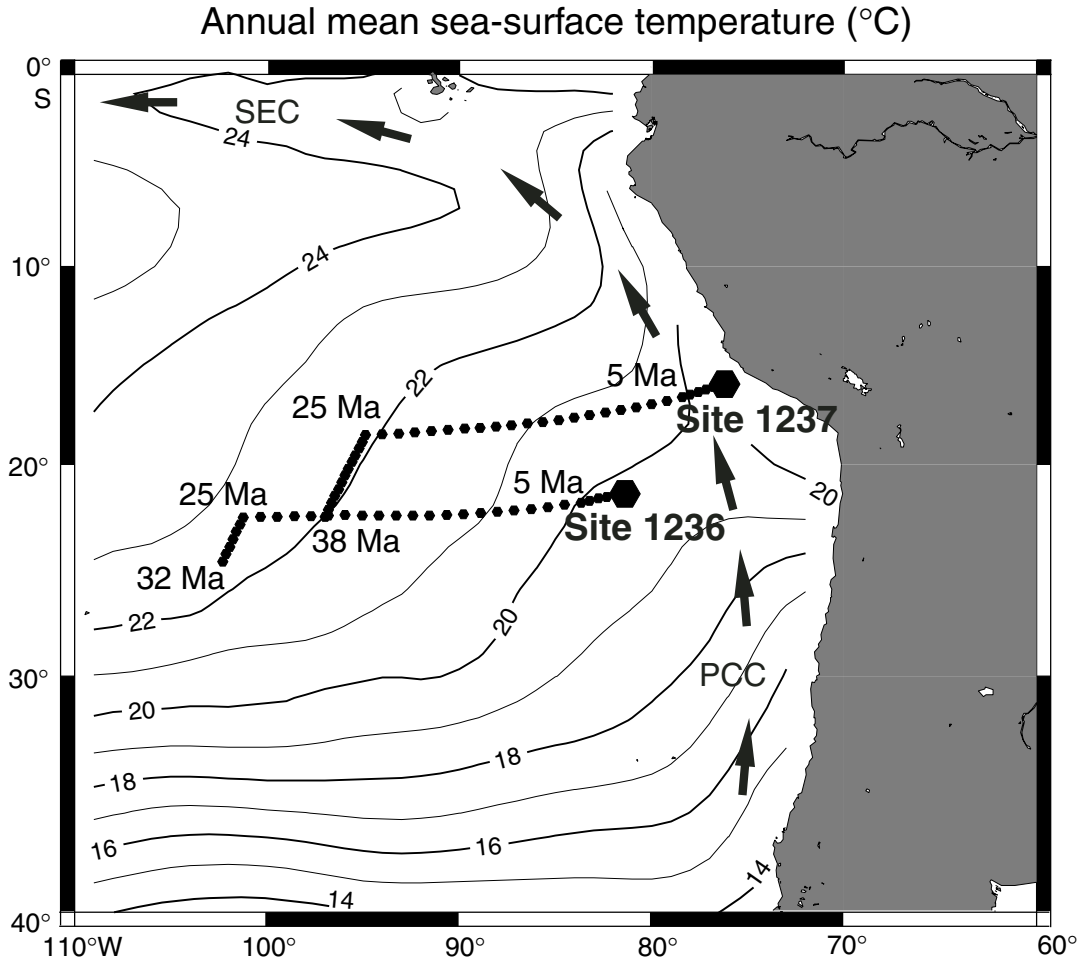 Annual mean sea-surface temperature (°C)
0°
S
SEC
24
24
10°
22
5 Ma
25 Ma
Site 1237
20°
25 Ma
5 Ma
20
38 Ma
Site 1236
32 Ma
22
20
30°
PCC
20
18
18
16
16
14
14
40°
110°W
100°
90°
80°
70°
60°